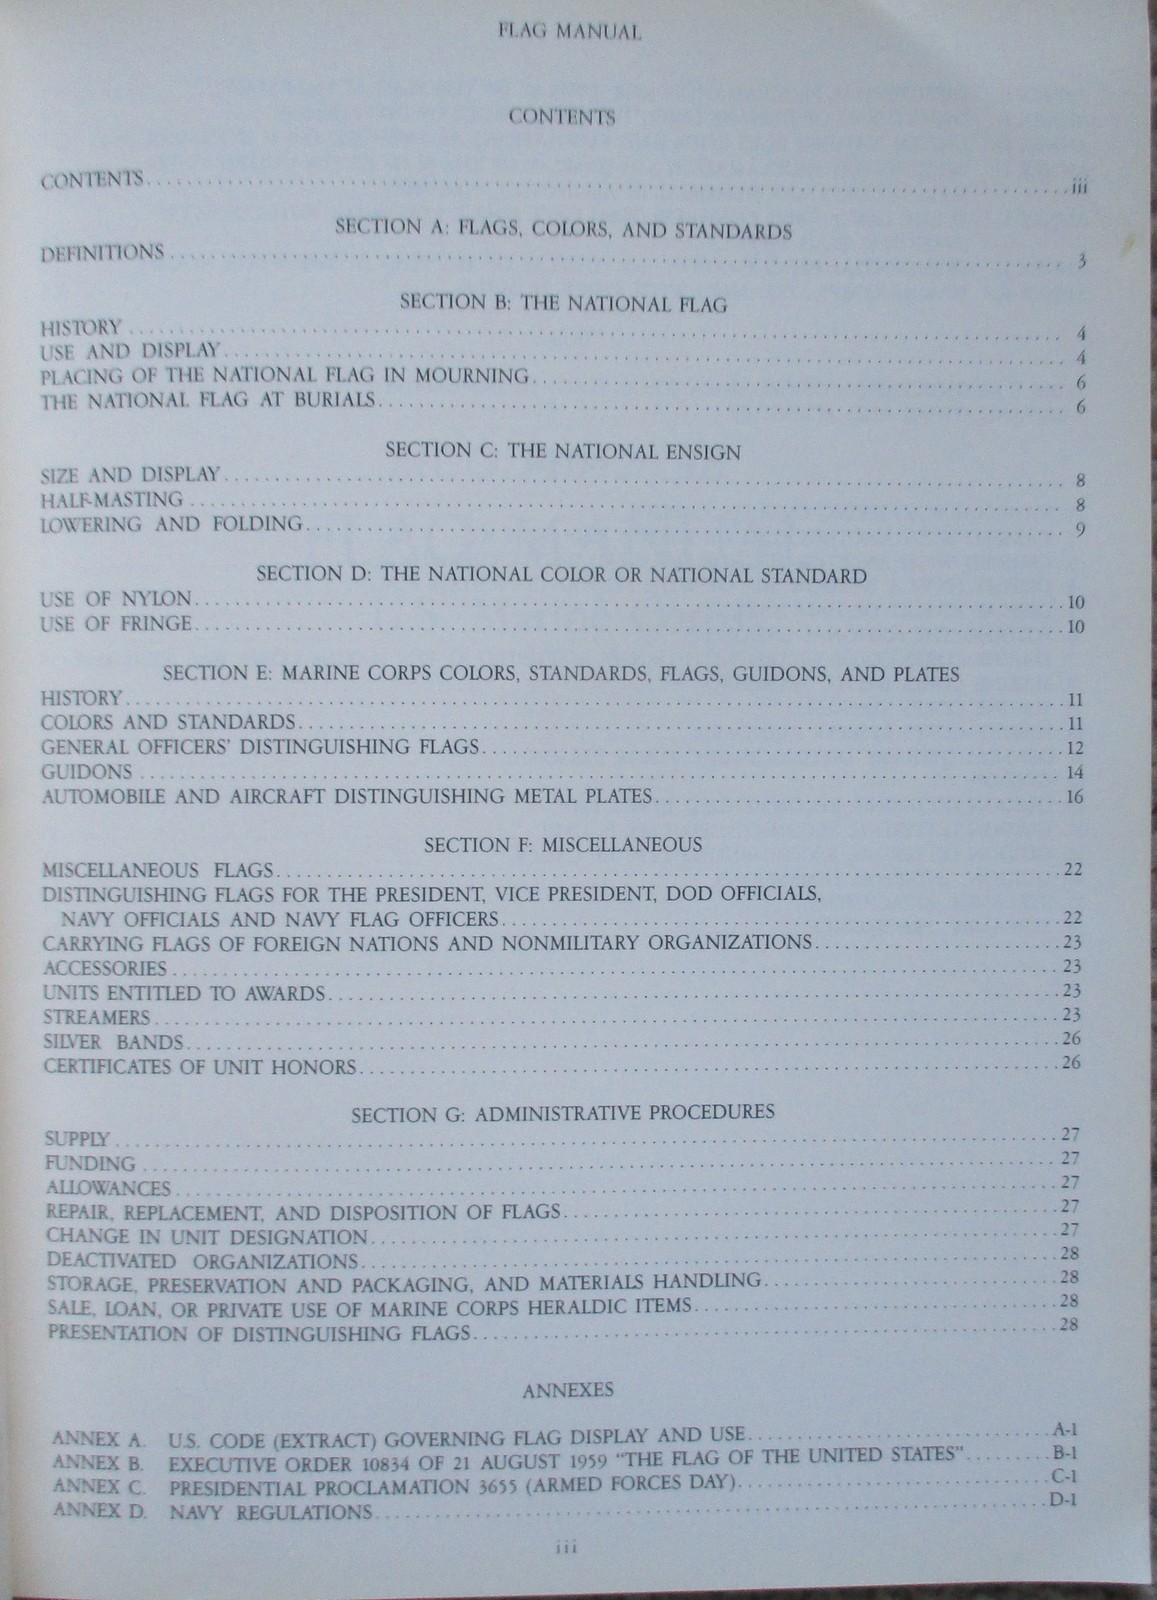 FLAG MANUAL
CONTENTS
CONTENTS iii
SECTION A: FLAGS, COLORS, AND STANDARDS
DEFINITIONS 3
SECTION B: THE NATIONAL FLAG
HISTORY 4
USE AND DISPLAY 4
PLACING OF THE NATIONAL FLAG IN MOURNING 6
THE NATIONAL FLAG AT BURIALS 6
SECTION C: THE NATIONAL ENSIGN
SIZE AND DISPLAY 8
HALF-MASTING 8
LOWERING AND FOLDING 9
SECTION D: THE NATIONAL COLOR OR NATIONAL STANDARD
USE OF NYLON 10
USE OF FRINGE 10
SECTION E: MARINE CORPS COLORS, STANDARDS, FLAGS, GUIDONS, AND PLATES
HISTORY 11
COLORS AND STANDARDS 11
GENERAL OFFICERS' DISTINGUISHING FLAGS 12
GUIDONS 14
AUTOMOBILE AND AIRCRAFT DISTINGUISHING METAL PLATES 16
SECTION F: MISCELLANEOUS
MISCELLANEOUS FLAGS 22
DISTINGUISHING FLAGS FOR THE PRESIDENT, VICE PRESIDENT, DOD OFFICIALS,
NAVY OFFICIALS AND NAVY FLAG OFFICERS 22
CARRYING FLAGS OF FOREIGN NATIONS AND NONMILITARY ORGANIZATIONS 23
ACCESSORIES 23
UNITS ENTITLED TO AWARDS 23
STREAMERS 23
SILVER BANDS 26
CERTIFICATES OF UNIT HONORS 26
SECTION G: ADMINISTRATIVE PROCEDURES
SUPPLY 27
FUNDING 27
ALLOWANCES 27
REPAIR, REPLACEMENT, AND DISPOSITION OF FLAGS 27
CHANGE IN UNIT DESIGNATION 27
DEACTIVATED ORGANIZATIONS 28
STORAGE, PRESERVATION AND PACKAGING, AND MATERIALS HANDLING 28
SALE, LOAN, OR PRIVATE USE OF MARINE CORPS HERALDIC ITEMS 28
PRESENTATION OF DISTINGUISHING FLAGS 28
ANNEXES
ANNEX A. U.S. CODE (EXTRACT) GOVERNING FLAG DISPLAY AND USE A-1
ANNEX B. EXECUTIVE ORDER 10834 OF 21 AUGUST 1959 "THE FLAG OF THE UNITED STATES" B-1
ANNEX C. PRESIDENTIAL PROCLAMATION 3655 (ARMED FORCES DAY) C-1
ANNEX D. NAVY REGULATIONS D-1
iii